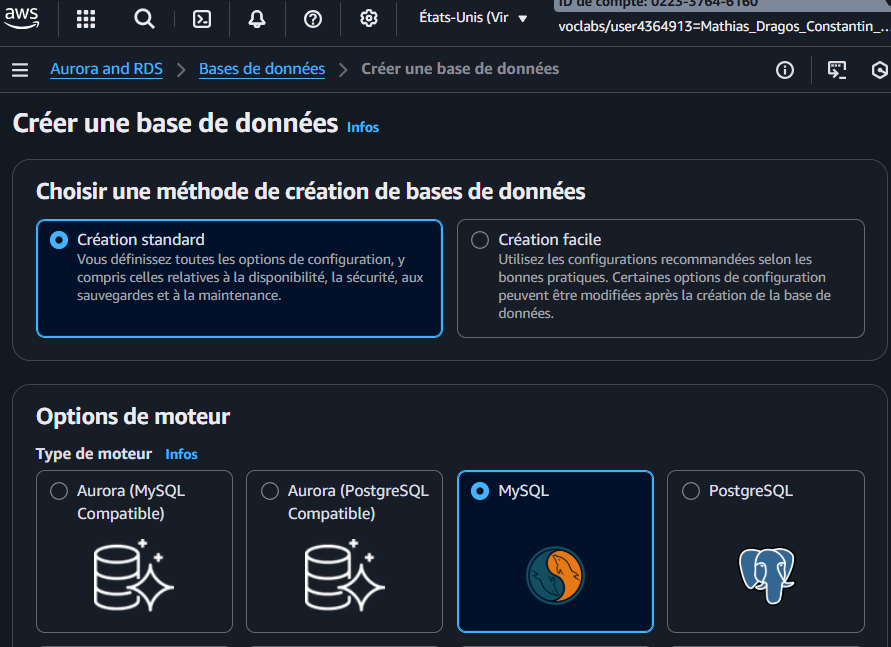 aws
États-Unis (Vir
ID de compte: 0223-3764-6160
voclabs/user4364913=Mathias_Dragos_Constantin_...
Aurora and RDS
Bases de données
Créer une base de données
Créer une base de données Infos
Choisir une méthode de création de bases de données
Création standard
Vous définissez toutes les options de configuration, y
compris celles relatives à la disponibilité, la sécurité, aux
sauvegardes et à la maintenance.
Création facile
Utilisez les configurations recommandées selon les
bonnes pratiques. Certaines options de configuration
peuvent être modifiées après la création de la base de
données.
Options de moteur
Type de moteur Infos
Aurora (MySQL
Compatible)
Aurora (PostgreSQL
Compatible)
MySQL
PostgreSQL